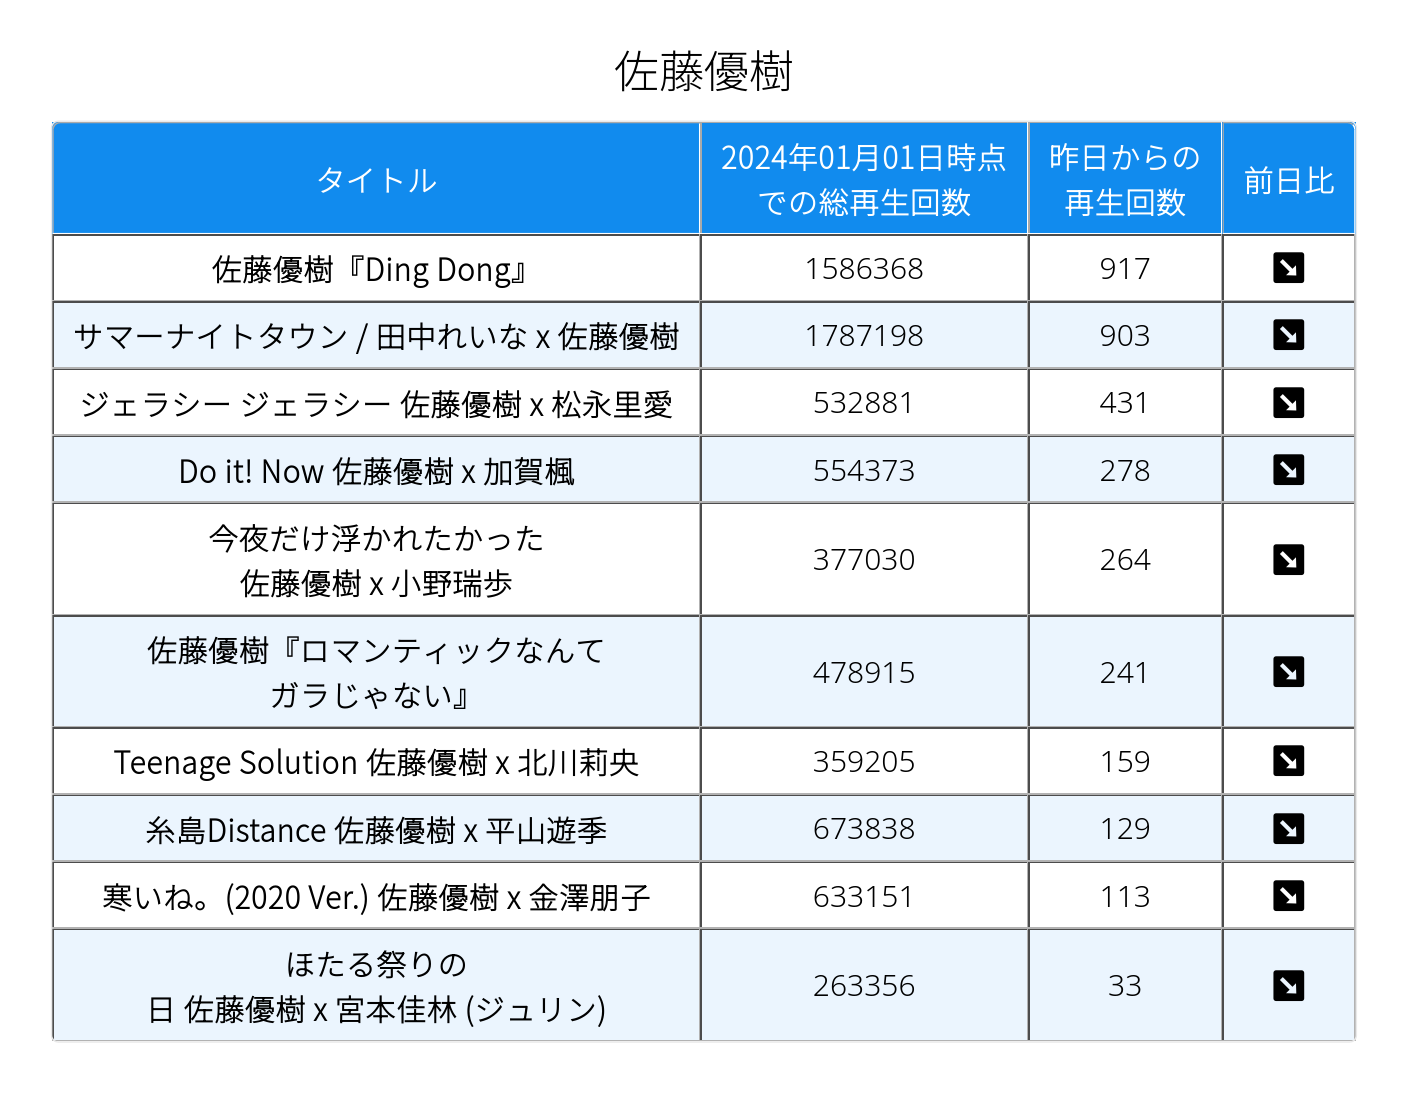 佐藤優樹
タイトル
2024年01月01日時点
での総再生回数
昨日からの
再生回数
前日比
佐藤優樹『Ding Dong』
1586368
917
サマーナイトタウン / 田中れいな x 佐藤優樹
1787198
903
ジェラシー ジェラシー 佐藤優樹 x 松永里愛
532881
431
Do it! Now 佐藤優樹 x 加賀楓
554373
278
今夜だけ浮かれたかった
佐藤優樹 x 小野瑞歩
377030
264
佐藤優樹『ロマンティックなんて
ガラじゃない』
478915
241
Teenage Solution 佐藤優樹 x 北川莉央
359205
159
糸島Distance 佐藤優樹 x 平山遊季
673838
129
寒いね。(2020 Ver.) 佐藤優樹 x 金澤朋子
633151
113
ほたる祭りの
日 佐藤優樹 x 宮本佳林 (ジュリン)
263356
33